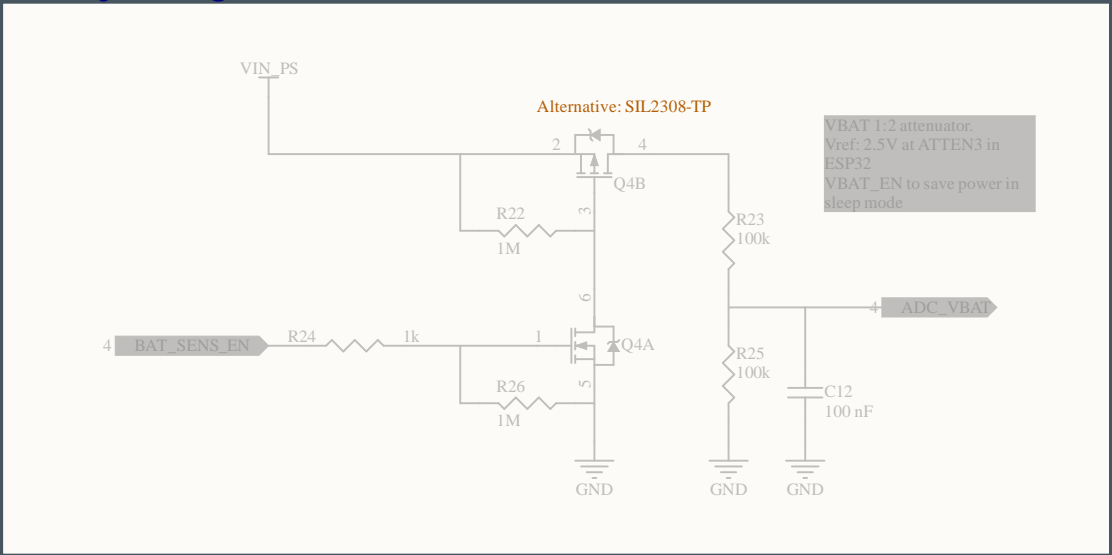 VIN_PS
Alternative: SIL2308-TP
VBAT 1:2 attenuator.
Vref: 2.5V at ATTEN3 in
ESP32
VBAT_EN to save power in
sleep mode
2
4
Q4B
3
R22
1M
R23
100k
6
4
ADC_VBAT
4
BAT_SENS_EN
R24
1k
1
Q4A
5
R26
1M
R25
100k
C12
100 nF
GND
GND
GND